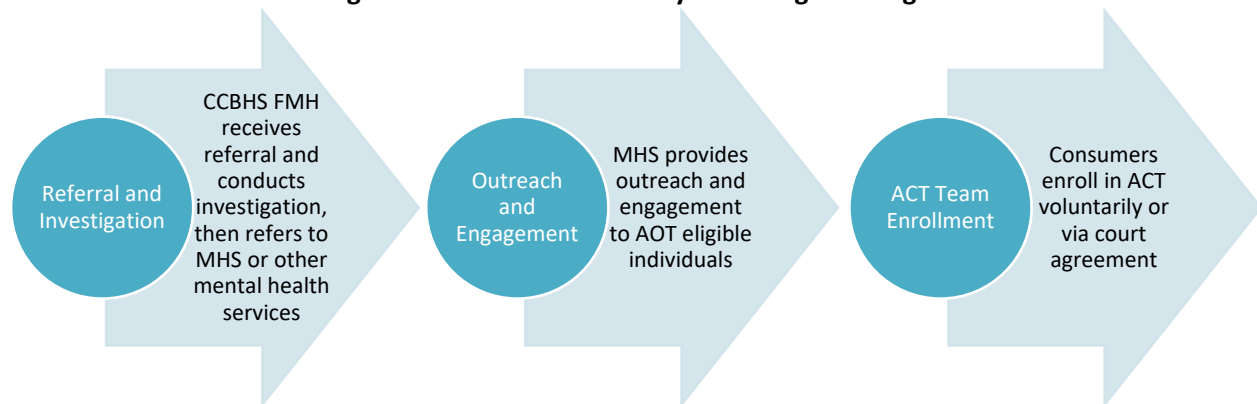 Referral and
Investigation
CCBHS FMH
receives
referral and
conducts
investigation,
then refers to
MHS or other
mental health
services
Outreach
and
Engagement
MHS provides
outreach and
engagement
to AOT eligible
individuals
ACT Team
Enrollment
Consumers
enroll in ACT
voluntarily or
via court
agreement